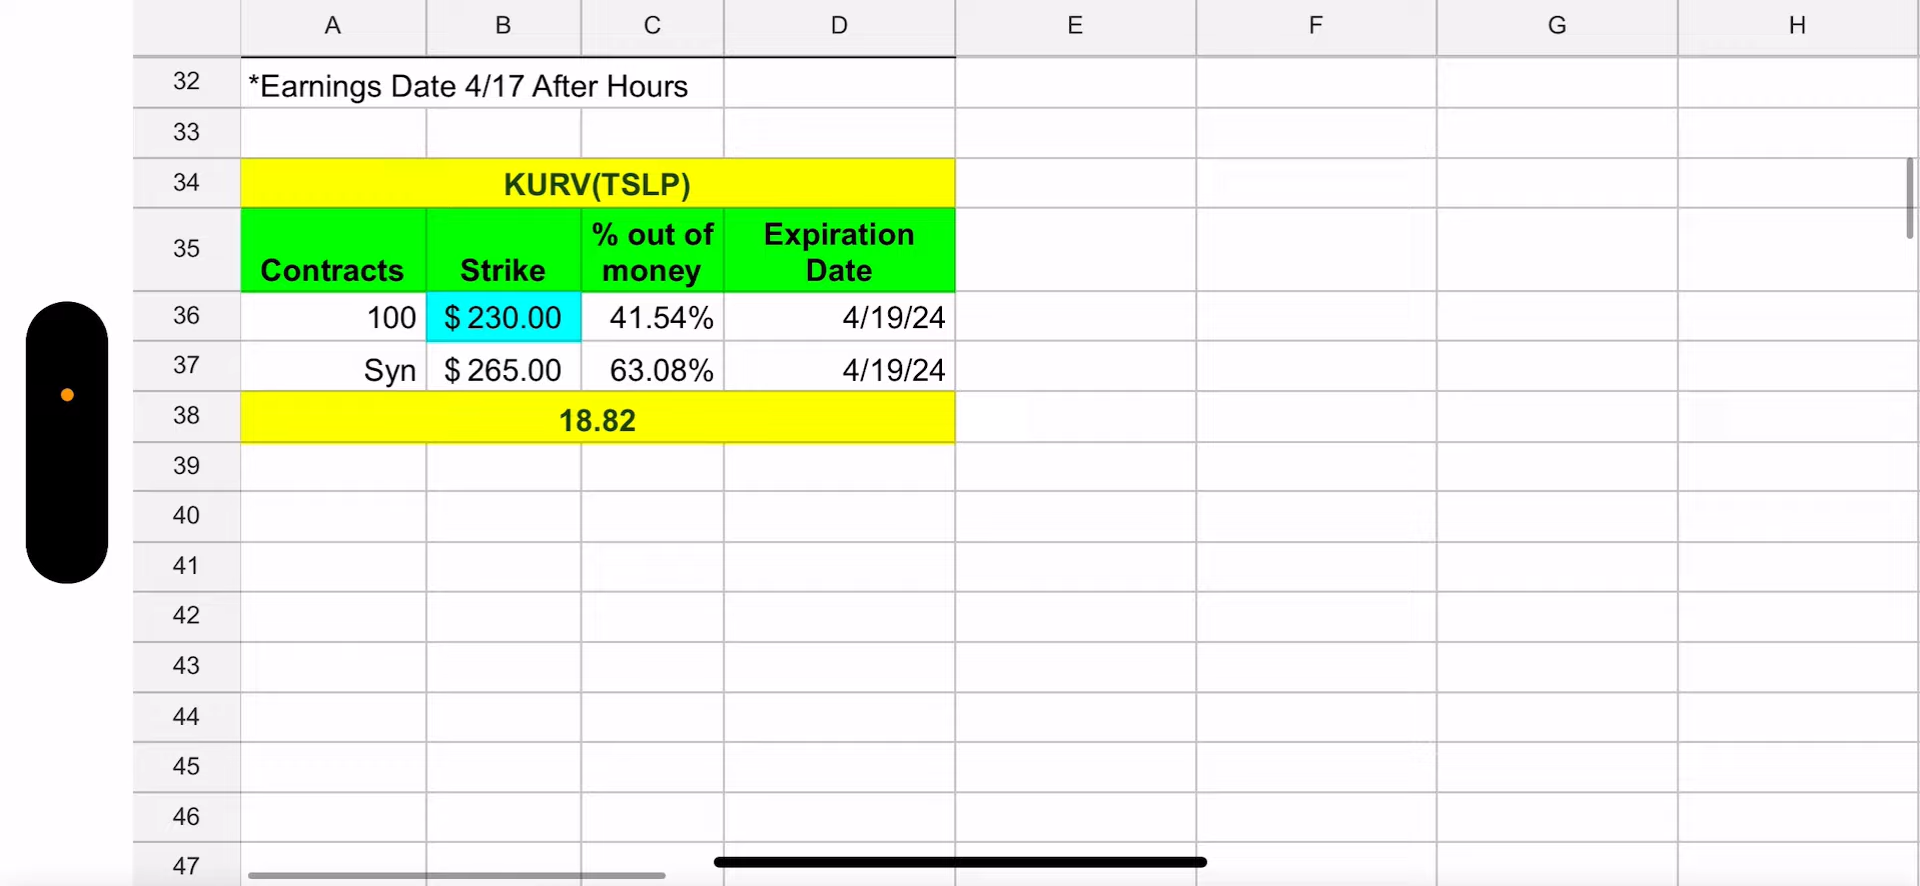 A B C D E F G H
32 *Earnings Date 4/17 After Hours
33
34 KURV(TSLP)
35 Contracts Strike % out of money Expiration Date
36 100 $ 230.00 41.54% 4/19/24
37 Syn $ 265.00 63.08% 4/19/24
38 18.82
39
40
41
42
43
44
45
46
47